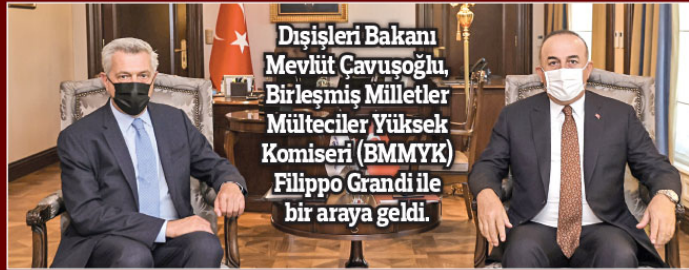 Dışişleri Bakanı
Mevlüt Çavuşoğlu,
Birleşmiş Milletler
Mülteciler Yüksek
Komiseri (BMMYK)
Filippo Grandi ile
bir araya geldi.